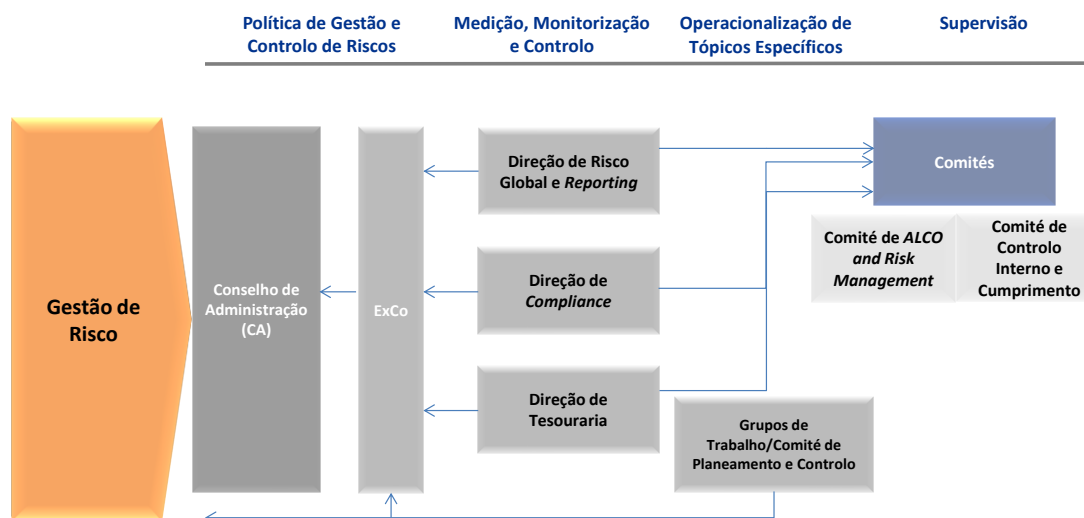 Política de Gestão e
Controlo de Riscos
Medição, Monitorização
e Controlo
Operacionalização de
Tópicos Específicos
Supervisão
Gestão de
Risco
Conselho de
Administração
(CA)
ExCo
Direção de Risco
Global e Reporting
Direção de
Compliance
Direção de
Tesouraria
Grupos de
Trabalho/Comité de
Planeamento e Controlo
Comités
Comité de ALCO
and Risk
Management
Comité de
Controlo
Interno e
Cumprimento